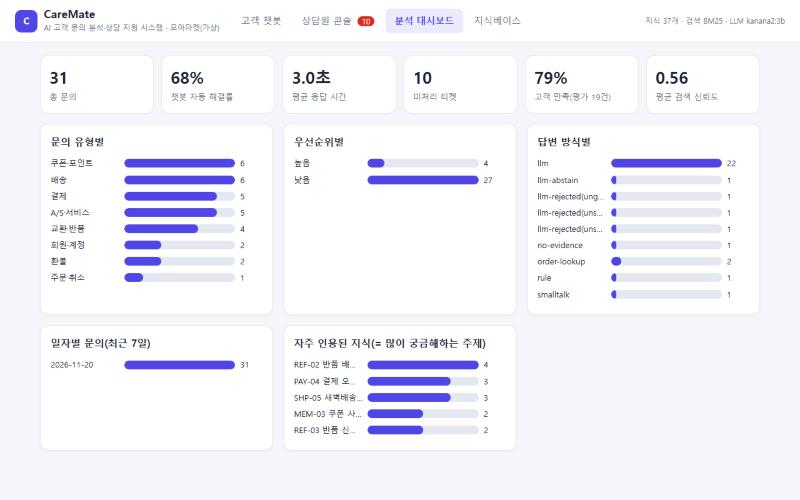 C
CareMate
AI 고객 문의 분석·상담 지원 시스템 · 모아마켓(가상)
고객 챗봇
상담원 콘솔 10
분석 대시보드
지식베이스
지식 37개 · 검색 BM25 · LLM kanana2:3b
31
총 문의
68%
챗봇 자동 해결률
3.0초
평균 응답 시간
10
미처리 티켓
79%
고객 만족(평가 19건)
0.56
평균 검색 신뢰도
문의 유형별
쿠폰·포인트 6
배송 6
결제 5
A/S·서비스 5
교환·반품 4
회원·계정 2
환불 2
주문·취소 1
우선순위별
높음 4
낮음 27
답변 방식별
llm 22
llm-abstain 1
llm-rejected(ung... 1
llm-rejected(uns... 1
llm-rejected(uns... 1
no-evidence 1
order-lookup 2
rule 1
smalltalk 1
일자별 문의(최근 7일)
2026-11-20 31
자주 인용된 지식(= 많이 궁금해하는 주제)
REF-02 반품 배... 4
PAY-04 결제 오... 3
SHP-05 새벽배송... 3
MEM-03 쿠폰 사... 2
REF-03 반품 신... 2